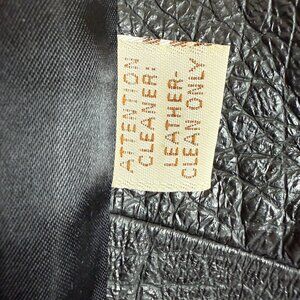 ATTENTION
CLEANER:
LEATHER-
CLEAN ONLY